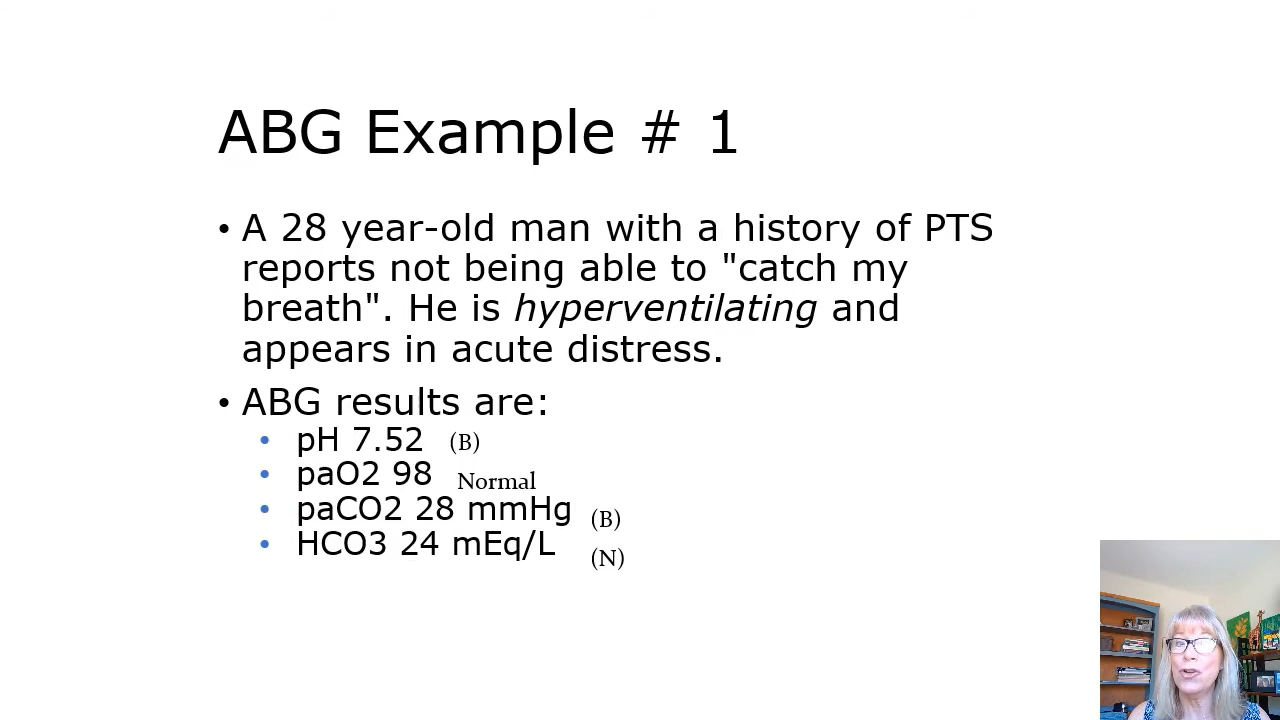 ABG Example # 1
• A 28 year-old man with a history of PTS
reports not being able to "catch my
breath". He is hyperventilating and
appears in acute distress.
• ABG results are:
• pH 7.52 (B)
• paO2 98 Normal
• paCO2 28 mmHg (B)
• HCO3 24 mEq/L (N)